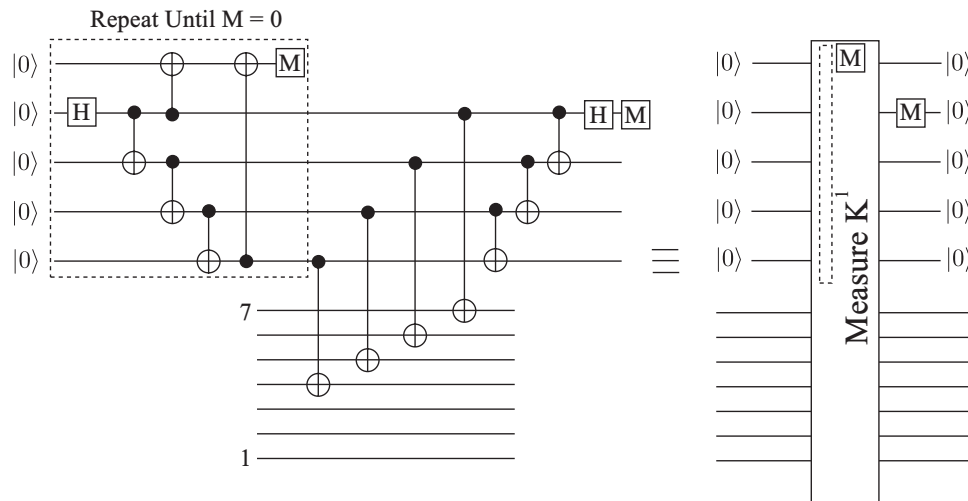 Repeat Until M = 0
|0⟩ M |0⟩ M |0⟩
|0⟩ H H M |0⟩ M |0⟩
|0⟩ |0⟩ |0⟩
|0⟩ |0⟩ |0⟩
|0⟩ ≡ |0⟩ |0⟩
7
1
Measure K¹